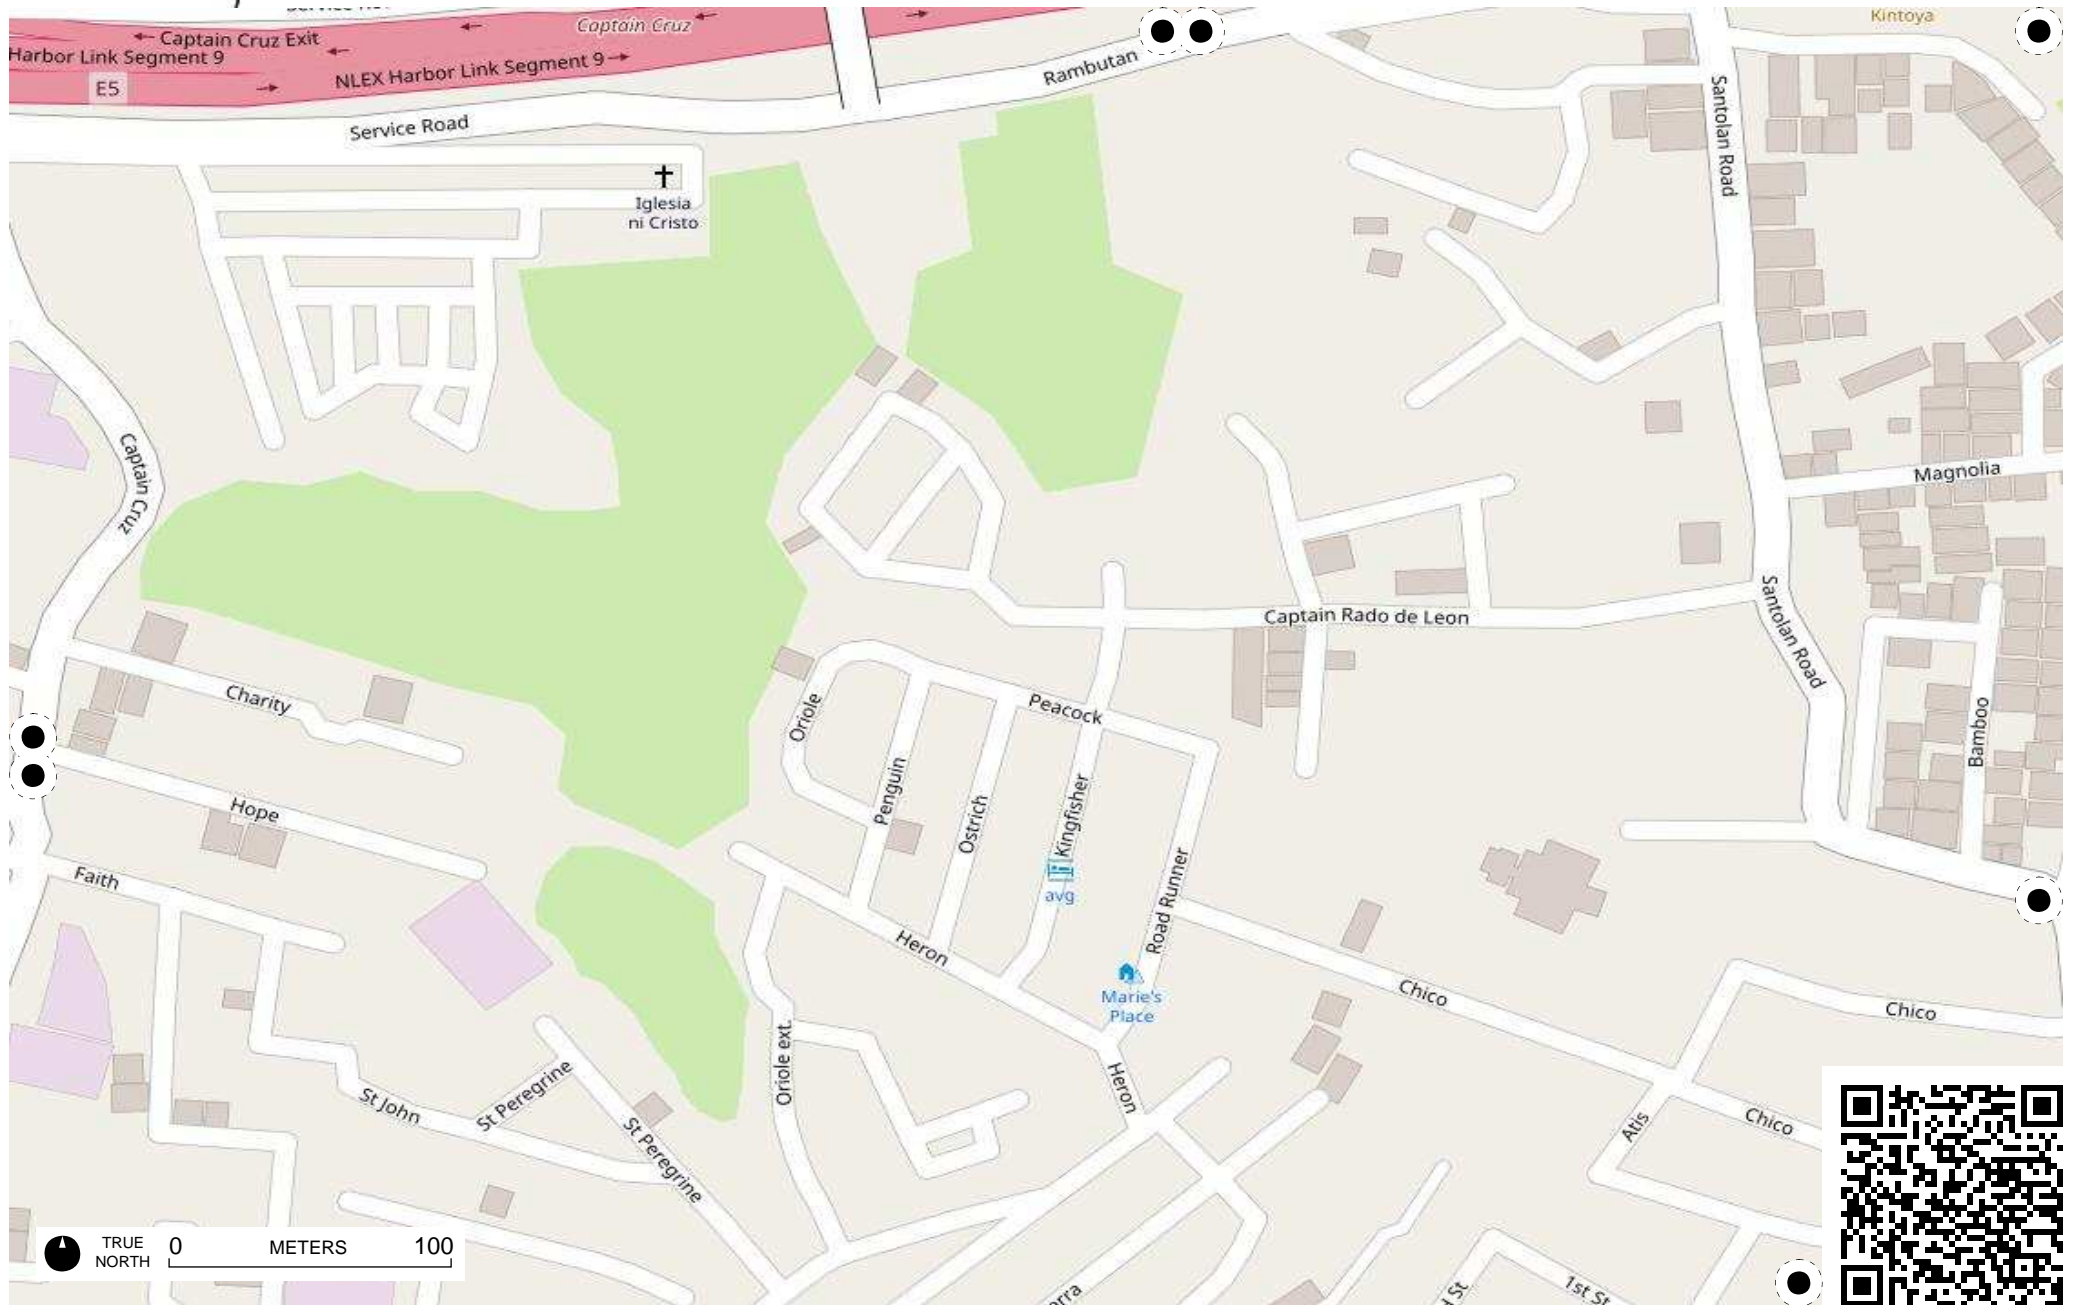 Captain Cruz Exit
Captain Cruz
Harbor Link Segment 9
NLEX Harbor Link Segment 9
E5
Kintoya
Rambutan
Service Road
Santolan Road
Iglesia
ni Cristo
Captain Cruz
Magnolia
Captain Rado de Leon
Santolan Road
Charity
Oriole
Peacock
Bamboo
Hope
Penguin
Ostrich
Kingfisher
Faith
avg
Road Runner
Heron
Marie's
Place
Chico
Chico
Oriole ext.
St John
St Peregrine
St Peregrine
Heron
Atis
Chico
TRUE
NORTH
0 METERS 100
1st St